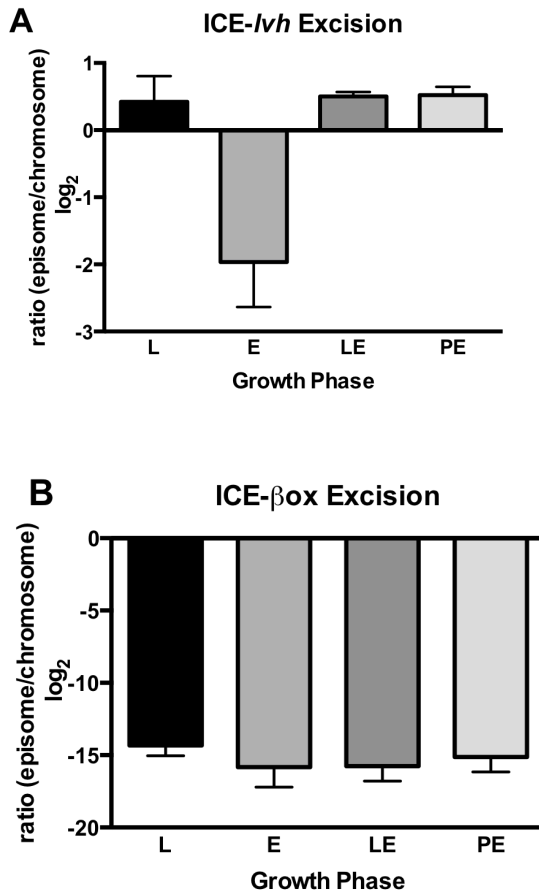 A
ICE-lvh Excision
ratio (episome/chromosome)
log2
1
0
-1
-2
-3
L E LE PE
Growth Phase
B
ICE-βox Excision
ratio (episome/chromosome)
log2
0
-5
-10
-15
-20
L E LE PE
Growth Phase